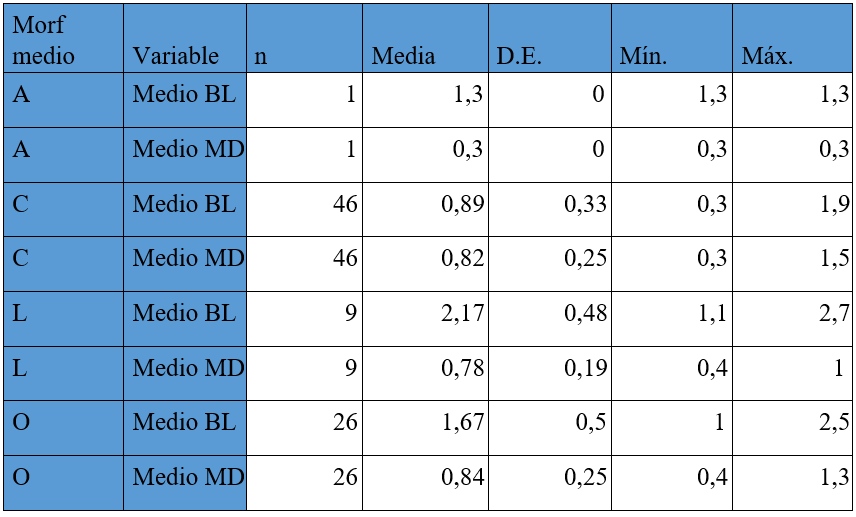 Morf
medio Variable n Media D.E. Mín. Máx.
A Medio BL 1 1,3 0 1,3 1,3
A Medio MD 1 0,3 0 0,3 0,3
C Medio BL 46 0,89 0,33 0,3 1,9
C Medio MD 46 0,82 0,25 0,3 1,5
L Medio BL 9 2,17 0,48 1,1 2,7
L Medio MD 9 0,78 0,19 0,4 1
O Medio BL 26 1,67 0,5 1 2,5
O Medio MD 26 0,84 0,25 0,4 1,3